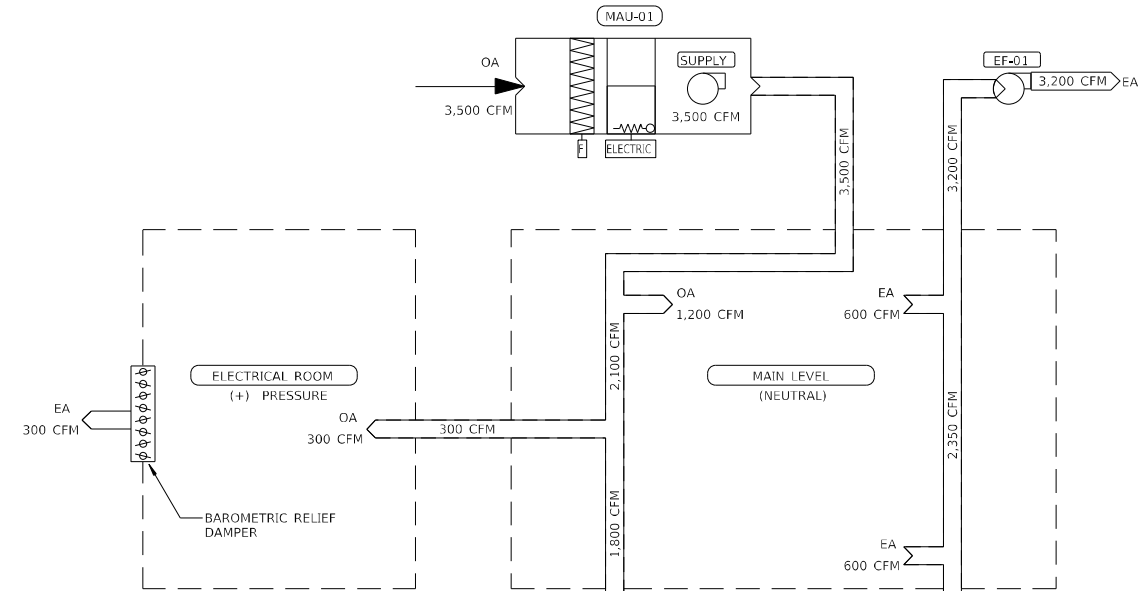 MAU-01
OA
3,500 CFM
SUPPLY
3,500 CFM
F
ELECTRIC
EF-01
3,200 CFM
EA
3,500 CFM
3,200 CFM
OA
1,200 CFM
EA
600 CFM
2,100 CFM
ELECTRICAL ROOM
(+) PRESSURE
MAIN LEVEL
(NEUTRAL)
EA
300 CFM
OA
300 CFM
300 CFM
2,350 CFM
BAROMETRIC RELIEF
DAMPER
1,800 CFM
EA
600 CFM